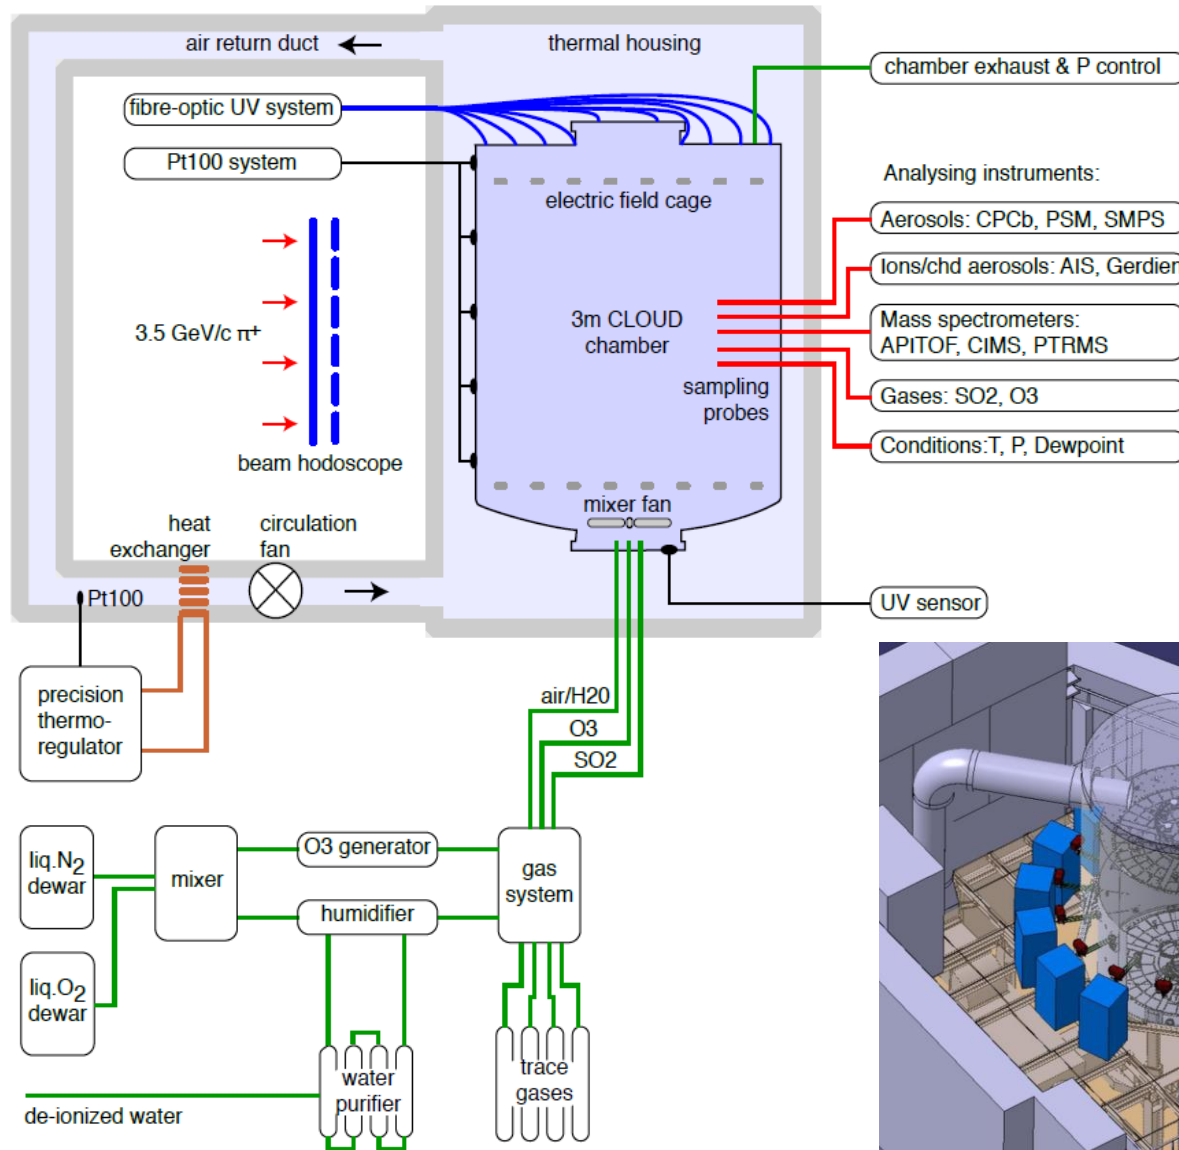 air return duct
thermal housing
chamber exhaust & P control
fibre-optic UV system
Pt100 system
Analysing instruments:
electric field cage
Aerosols: CPCb, PSM, SMPS
Ions/chd aerosols: AIS, Gerdien
3.5 GeV/c π+
3m CLOUD
chamber
Mass spectrometers:
APITOF, CIMS, PTRMS
sampling
probes
Gases: SO2, O3
Conditions:T, P, Dewpoint
beam hodoscope
mixer fan
heat
exchanger
circulation
fan
Pt100
UV sensor
precision
thermo-
regulator
air/H20
O3
SO2
liq.N2
dewar
mixer
O3 generator
gas
system
humidifier
liq.O2
dewar
water
purifier
trace
gases
de-ionized water